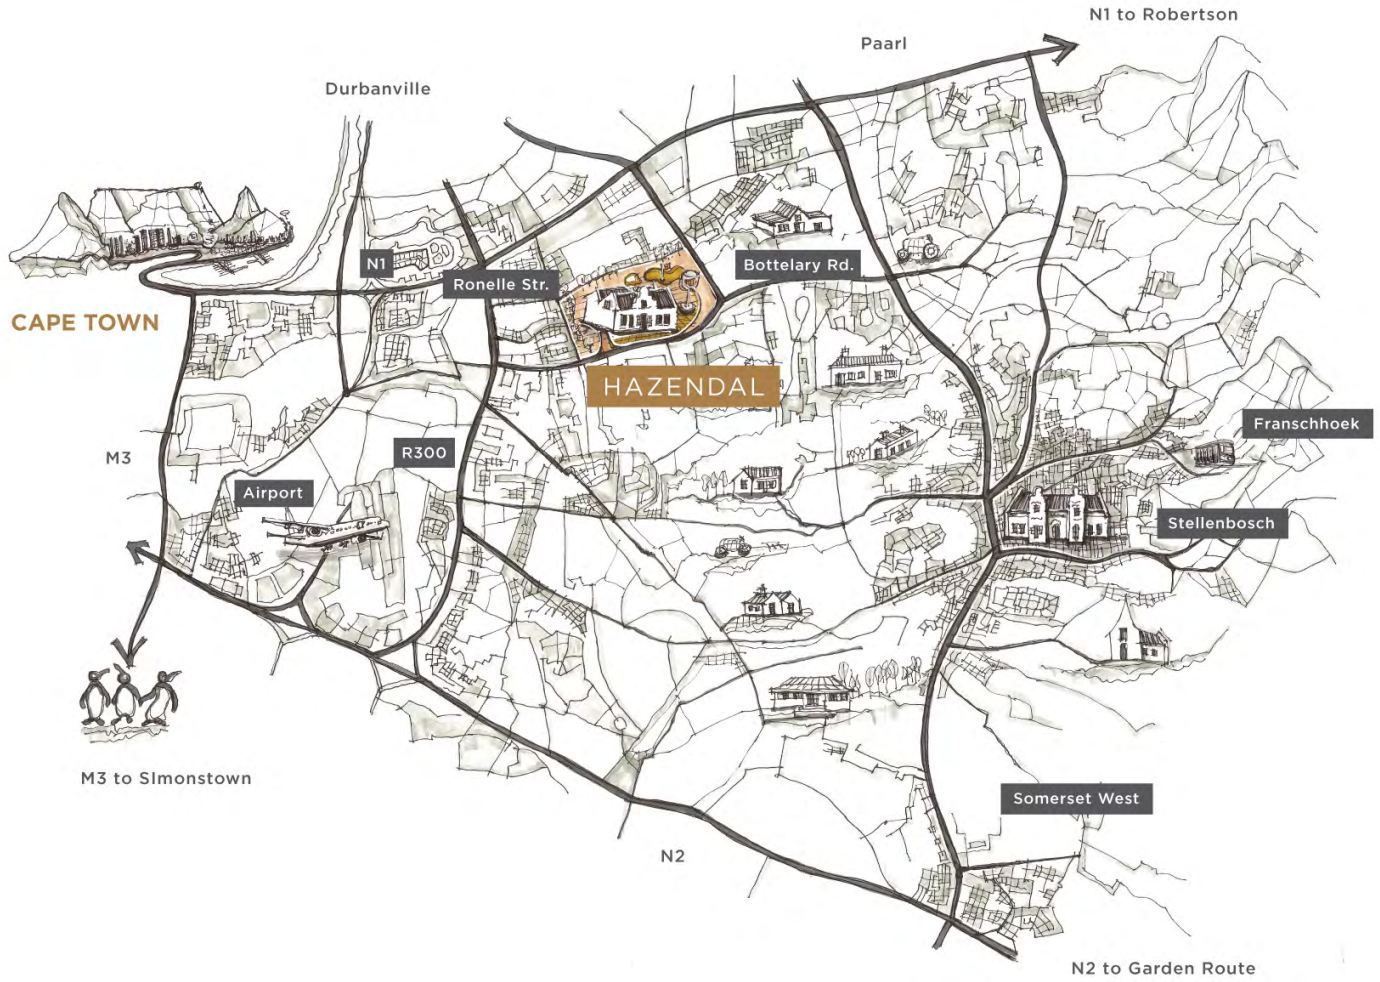 N1 to Robertson
Paarl
Durbanville
N1
Bottelary Rd.
Ronelle Str.
CAPE TOWN
HAZENDAL
Franschhoek
M3
R300
Airport
Stellenbosch
M3 to SImonstown
Somerset West
N2
N2 to Garden Route